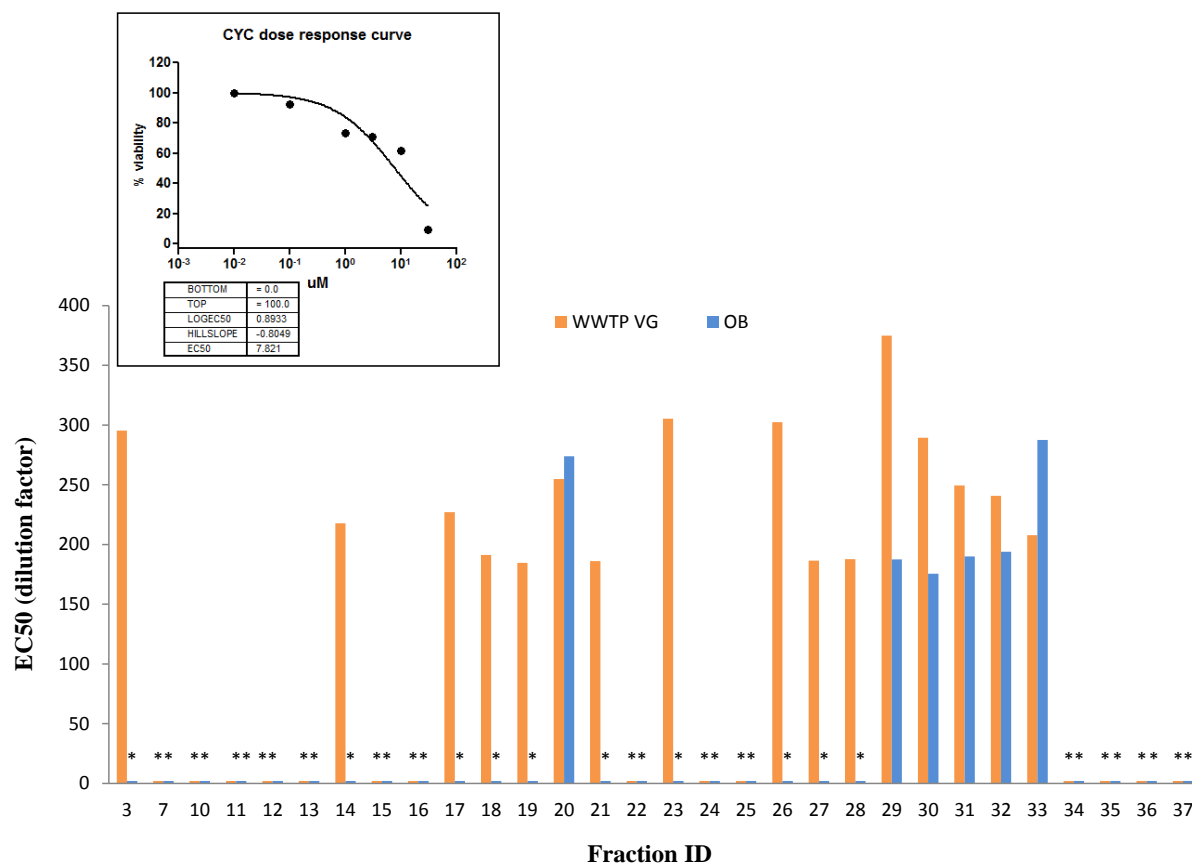 CYC dose response curve
% viability
120
100
80
60
40
20
0
10-3 10-2 10-1 100 101 102
uM
BOTTOM = 0.0
TOP = 100.0
LOGEC50 0.8933
HILLSLOPE -0.8049
EC50 7.821
WWTP VG OB
EC50 (dilution factor)
400
350
300
250
200
150
100
50
0
* ** ** ** ** ** * ** ** * * * * ** * ** ** * * * ** ** ** **
3 7 10 11 12 13 14 15 16 17 18 19 20 21 22 23 24 25 26 27 28 29 30 31 32 33 34 35 36 37
Fraction ID